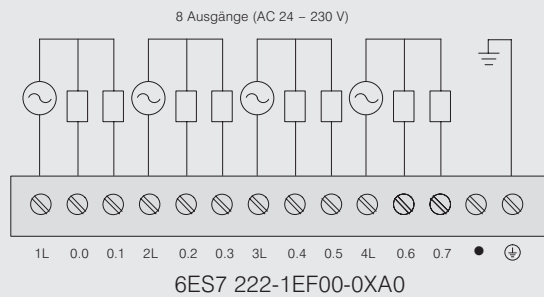 8 Ausgänge (AC 24 – 230 V)
1L 0.0 0.1 2L 0.2 0.3 3L 0.4 0.5 4L 0.6 0.7
6ES7 222-1EF00-0XA0